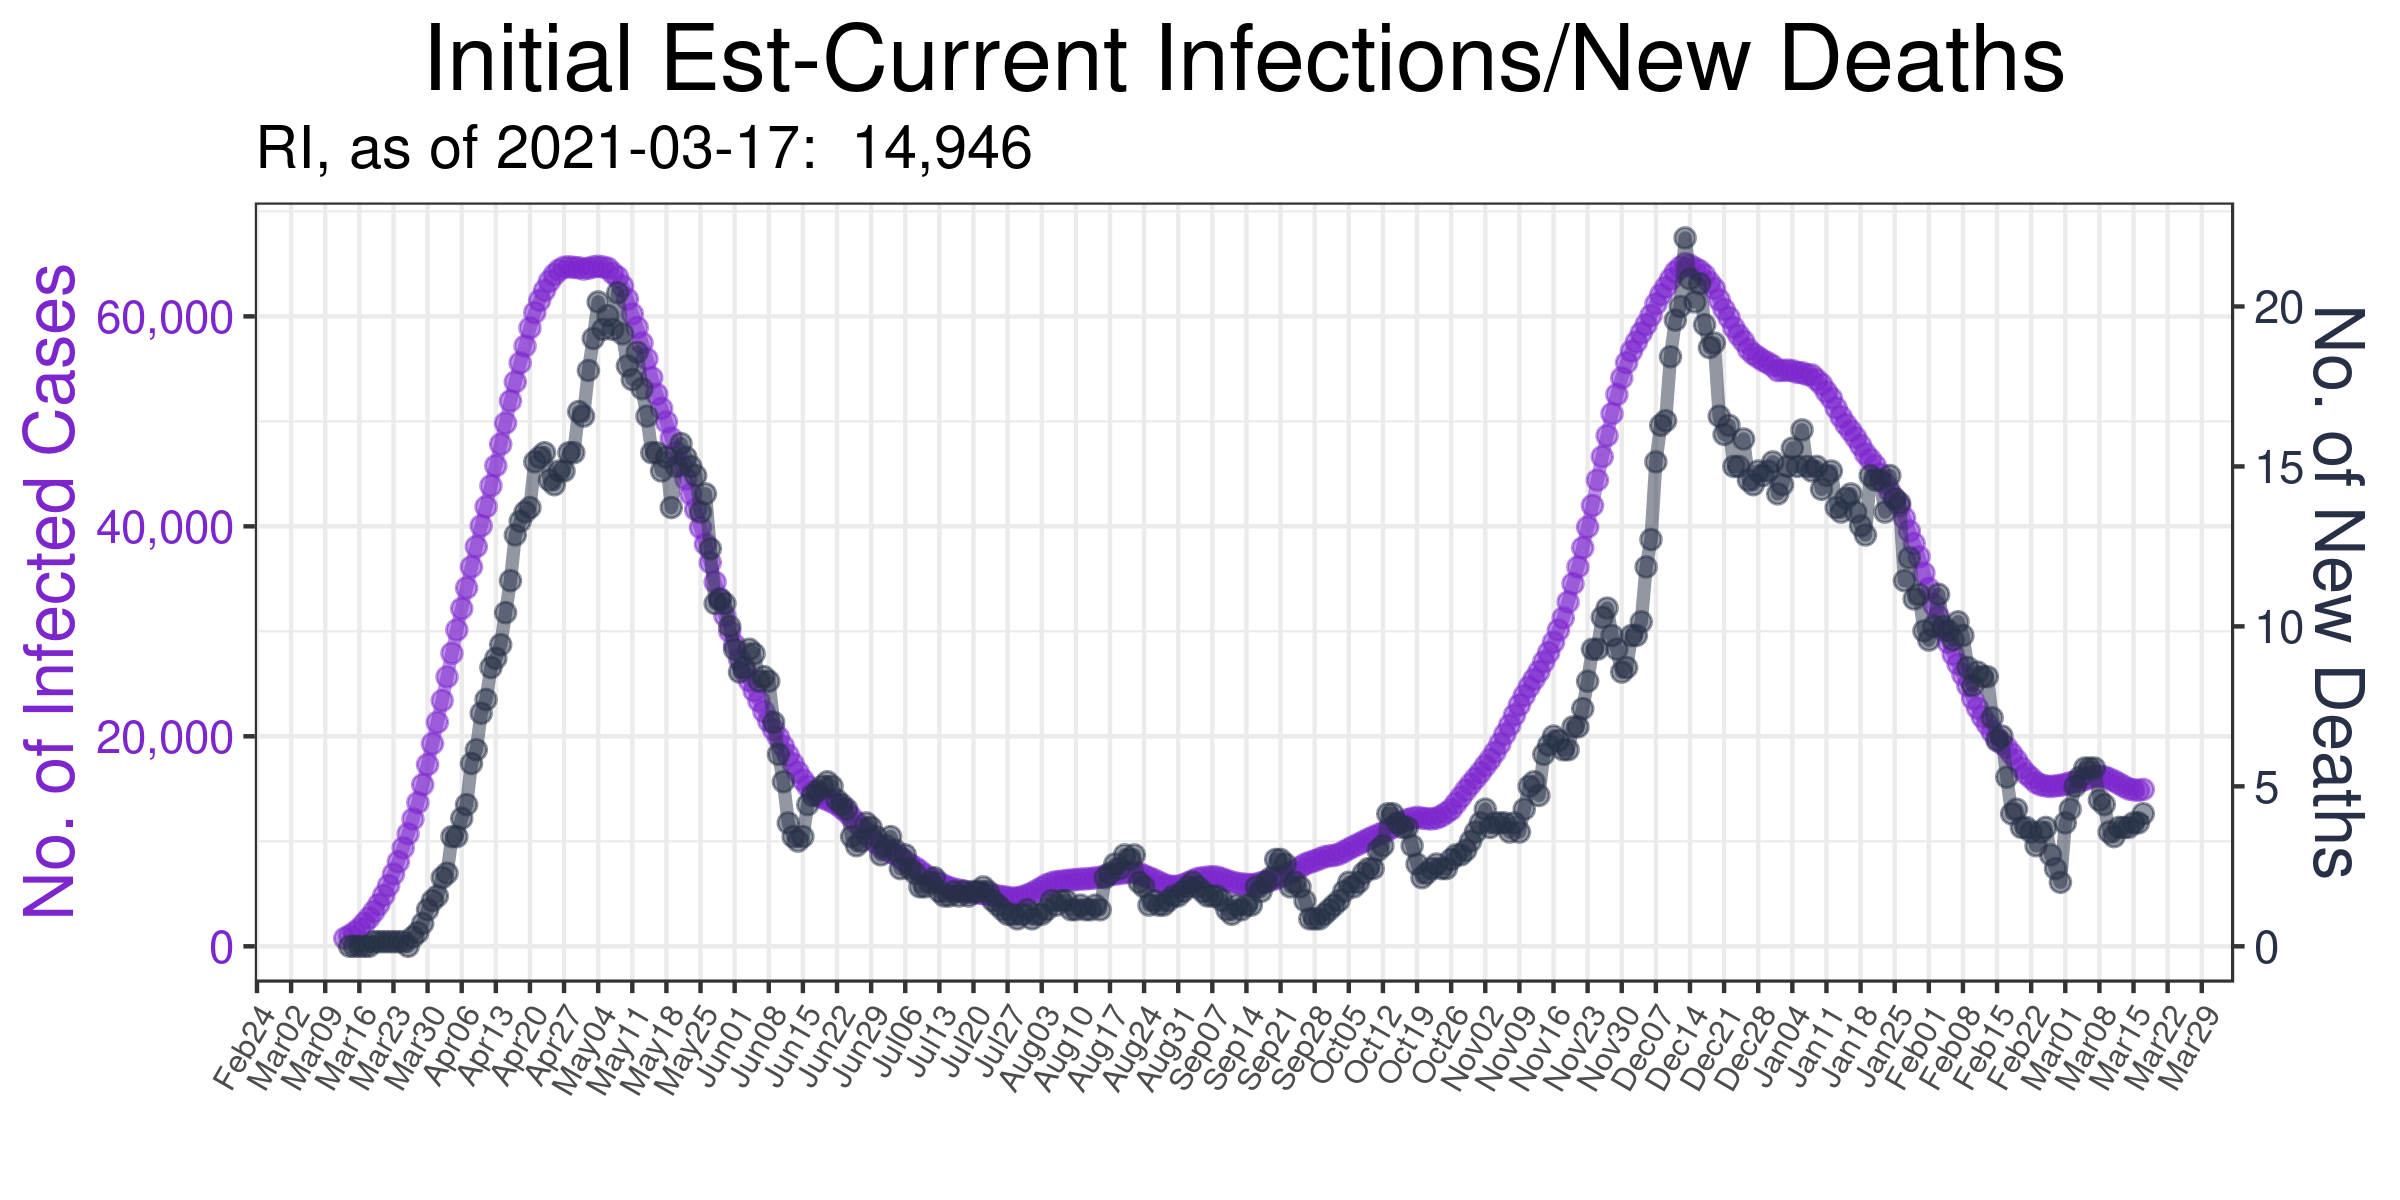 Initial Est-Current Infections/New Deaths
RI, as of 2021-03-17:  14,946
No. of Infected Cases
60,000
40,000
20,000
0
20
15
10
5
0
No. of New Deaths
Feb24
Mar02
Mar09
Mar16
Mar23
Mar30
Apr06
Apr13
Apr20
Apr27
May04
May11
May18
May25
Jun01
Jun08
Jun15
Jun22
Jun29
Jul06
Jul13
Jul20
Jul27
Aug03
Aug10
Aug17
Aug24
Aug31
Sep07
Sep14
Sep21
Sep28
Oct05
Oct12
Oct19
Oct26
Nov02
Nov09
Nov16
Nov23
Nov30
Dec07
Dec14
Dec21
Dec28
Jan04
Jan11
Jan18
Jan25
Feb01
Feb08
Feb15
Feb22
Mar01
Mar08
Mar15
Mar22
Mar29